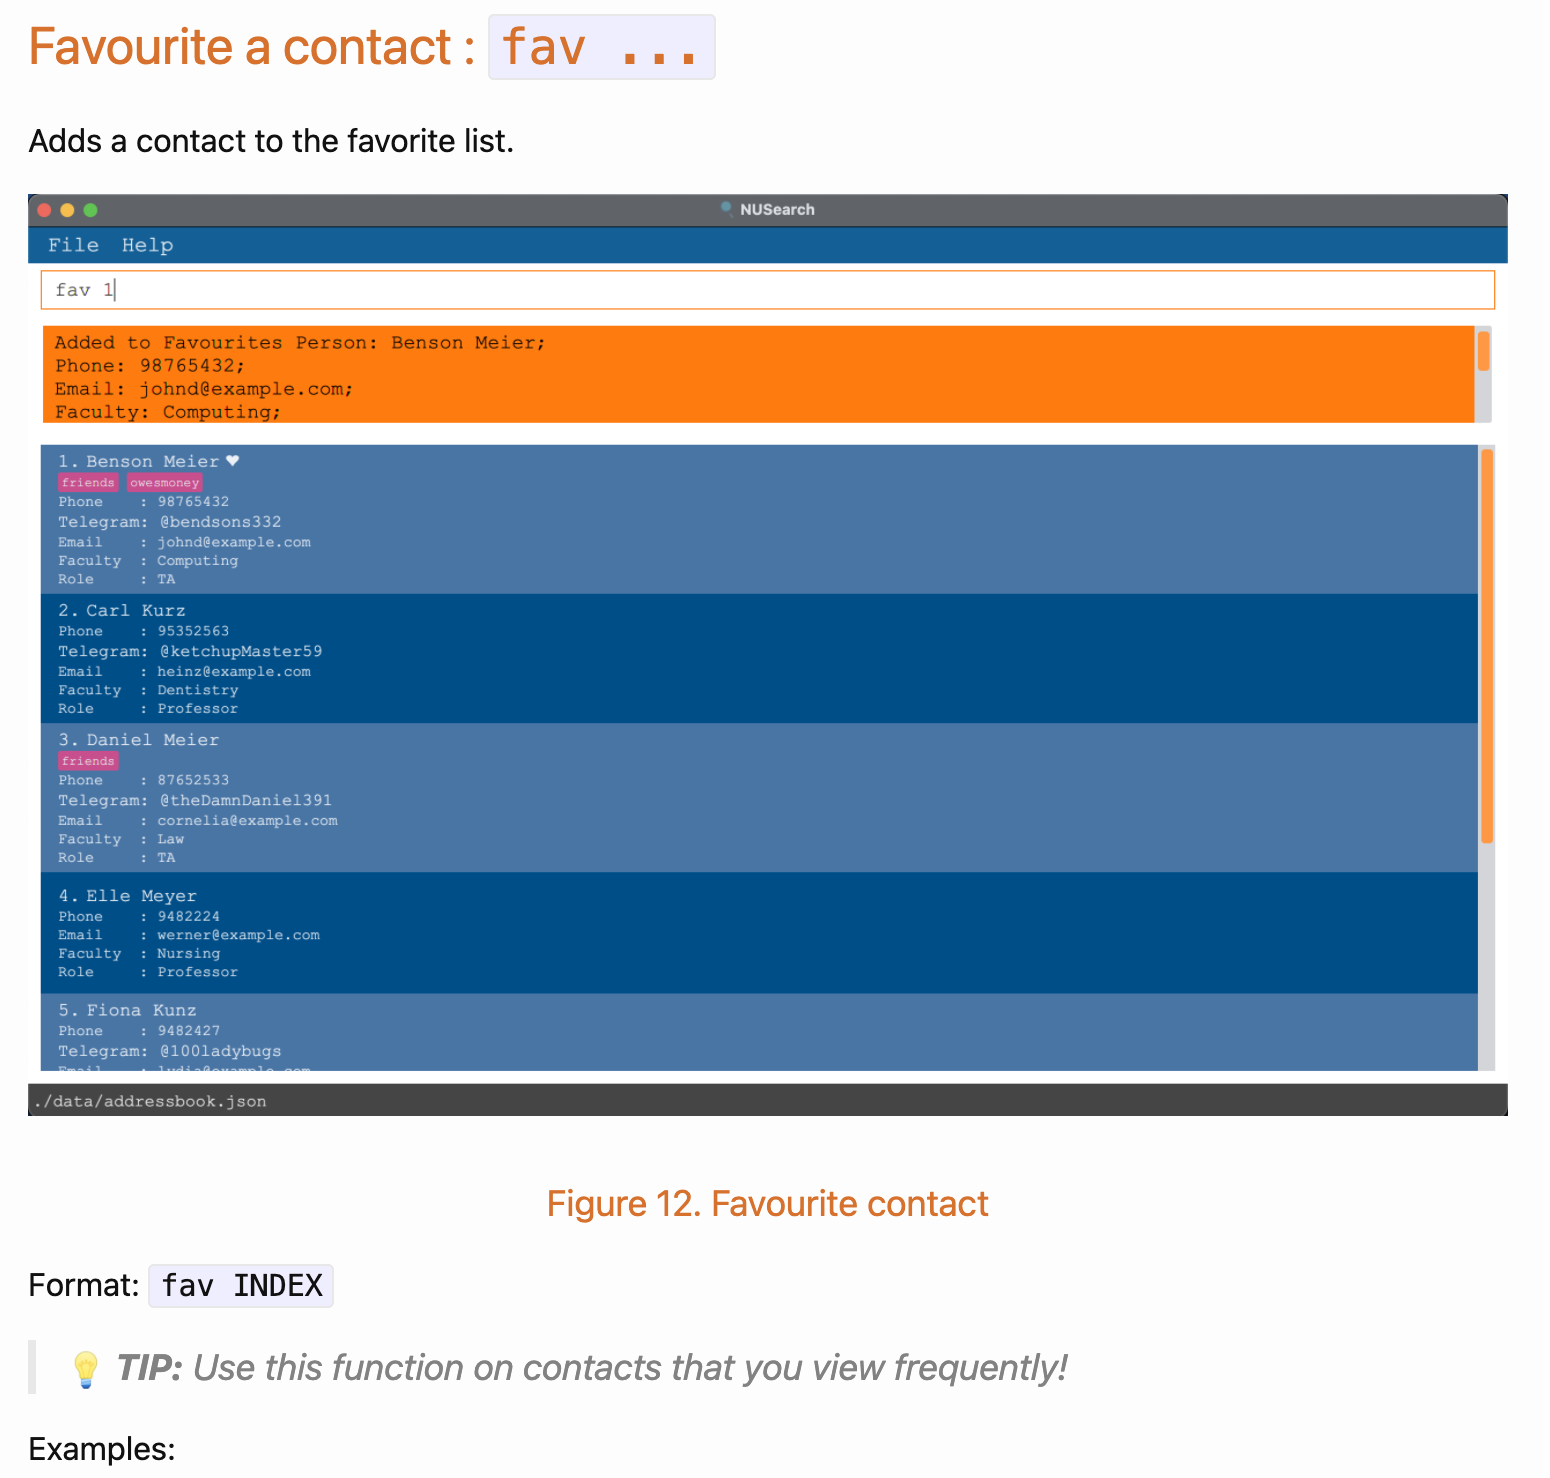 Favourite a contact : fav ...
Adds a contact to the favorite list.
NUSearch
File Help
fav 1
Added to Favourites Person: Benson Meier;
Phone: 98765432;
Email: johnd@example.com;
Faculty: Computing;
1. Benson Meier ♥
friends owesmoney
Phone : 98765432
Telegram: @bendsons332
Email : johnd@example.com
Faculty : Computing
Role : TA
2. Carl Kurz
Phone : 95352563
Telegram: @ketchupMaster59
Email : heinz@example.com
Faculty : Dentistry
Role : Professor
3. Daniel Meier
friends
Phone : 87652533
Telegram: @theDamnDaniel391
Email : cornelia@example.com
Faculty : Law
Role : TA
4. Elle Meyer
Phone : 9482224
Email : werner@example.com
Faculty : Nursing
Role : Professor
5. Fiona Kunz
Phone : 9482427
Telegram: @100ladybugs
Email : lydia@example.com
./data/addressbook.json
Figure 12. Favourite contact
Format: fav INDEX
💡 TIP: Use this function on contacts that you view frequently!
Examples: